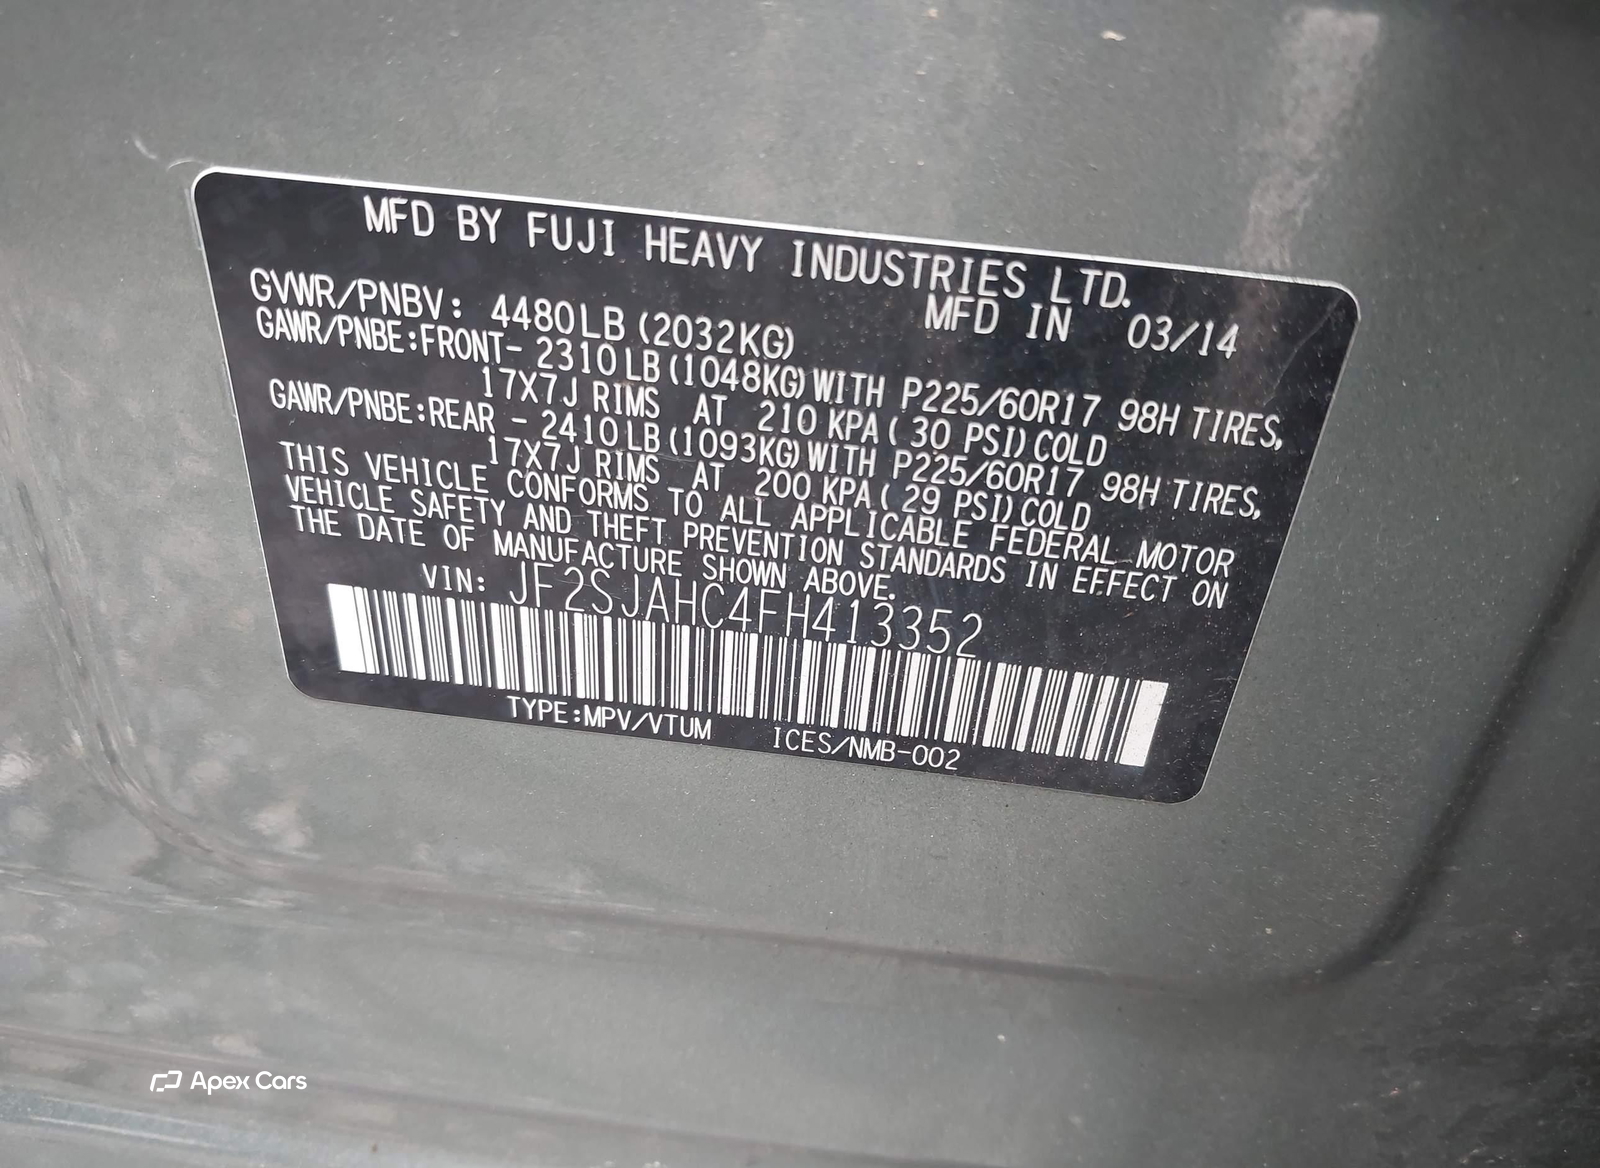 MFD BY FUJI HEAVY INDUSTRIES LTD.
MFD IN 03/14
GVWR/PNBV: 4480LB (2032KG)
GAWR/PNBE:FRONT- 2310LB(1048KG)WITH P225/60R17 98H TIRES,
17X7J RIMS AT 210 KPA( 30 PSI)COLD
GAWR/PNBE:REAR - 2410LB(1093KG)WITH P225/60R17 98H TIRES,
17X7J RIMS AT 200 KPA( 29 PSI)COLD
THIS VEHICLE CONFORMS TO ALL APPLICABLE FEDERAL MOTOR
VEHICLE SAFETY AND THEFT PREVENTION STANDARDS IN EFFECT ON
THE DATE OF MANUFACTURE SHOWN ABOVE.
VIN: JF2SJAHC4FH413352
TYPE:MPV/VTUM ICES/NMB-002
Apex Cars